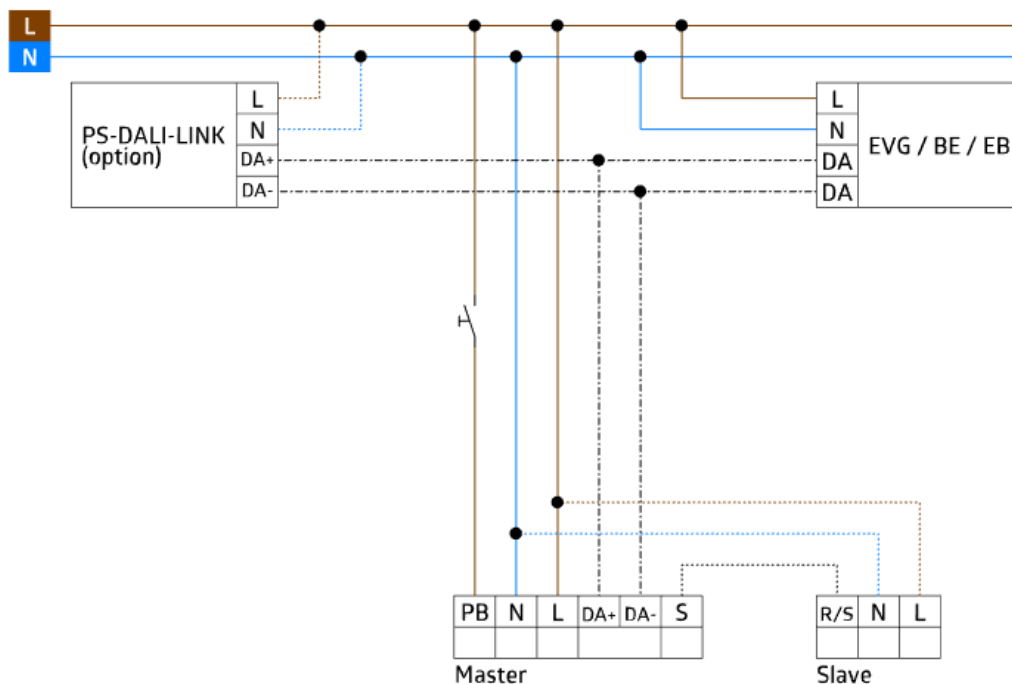 L
N
PS-DALI-LINK
(option)
L
N
DA+
DA-
L
N
DA
DA
EVG / BE / EB
PB N L DA+ DA- S
Master
R/S N L
Slave